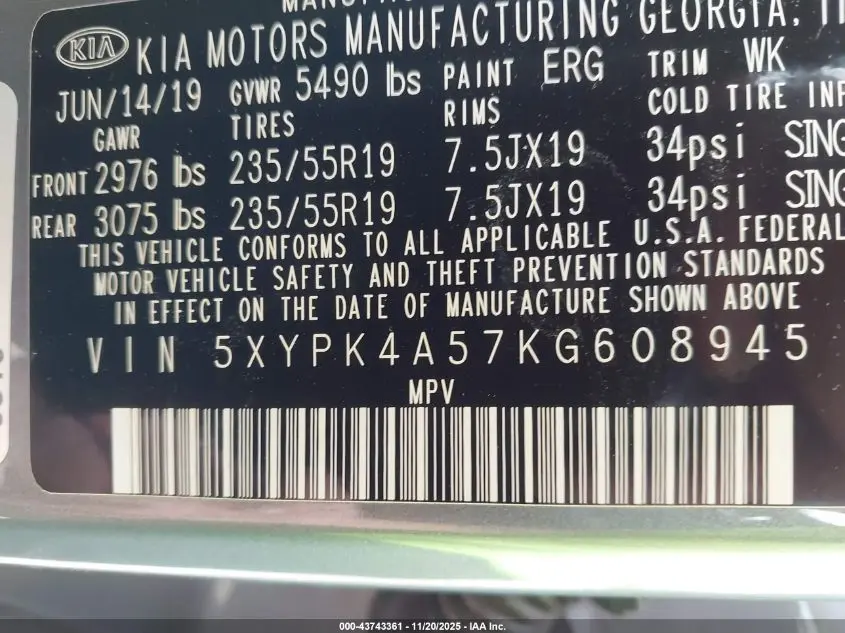 KIA KIA MOTORS MANUFACTURING GEORGIA,
JUN/14/19 GVWR 5490 lbs PAINT ERG TRIM WK
GAWR TIRES RIMS COLD TIRE
FRONT 2976 lbs 235/55R19 7.5JX19 34psi
REAR 3075 lbs 235/55R19 7.5JX19 34psi
THIS VEHICLE CONFORMS TO ALL APPLICABLE U.S.A. FEDERAL
MOTOR VEHICLE SAFETY AND THEFT PREVENTION STANDARDS
IN EFFECT ON THE DATE OF MANUFACTURE SHOWN ABOVE
VIN 5XYPK4A57KG608945
MPV
000-43743361 - 11/20/2025 - IAA Inc.